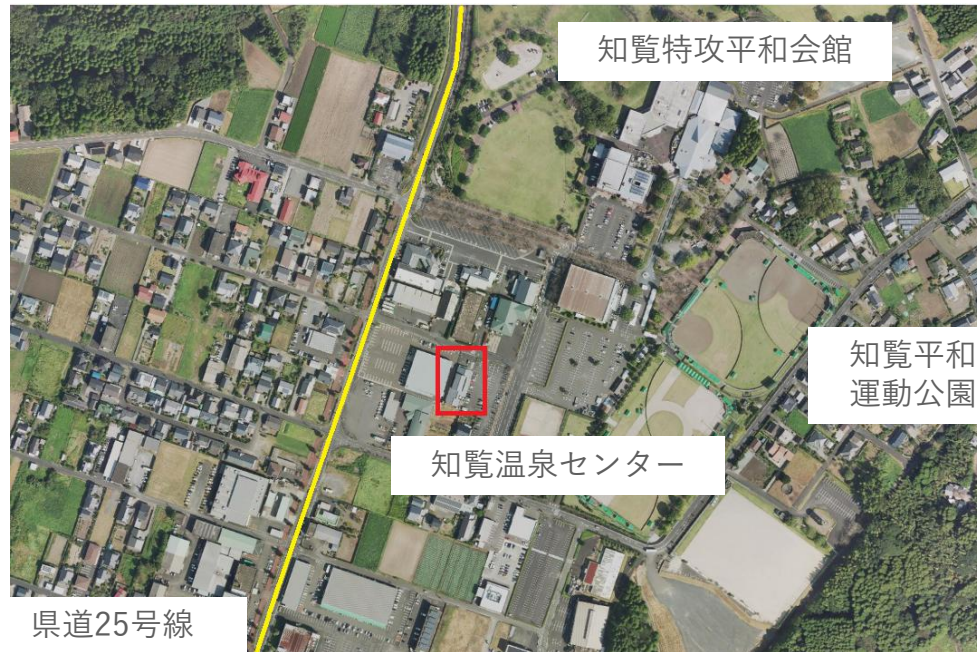 知覧特攻平和会館
知覧平和
運動公園
知覧温泉センター
県道25号線